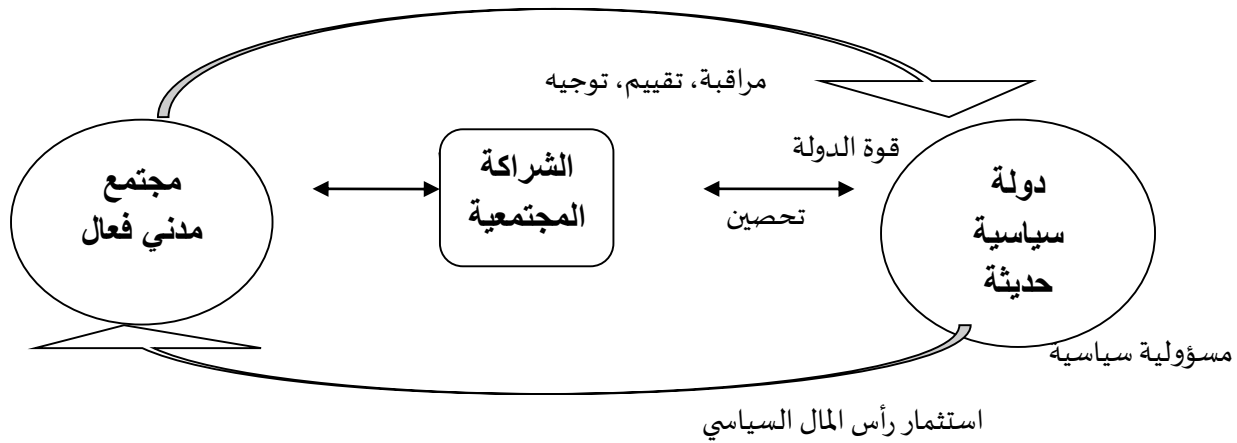 مراقبة، تقييم، توجيه
قوة الدولة
دولة
سياسية
حديثة
تحصين
الشراكة
المجتمعية
مجتمع
مدني فعال
مسؤولية سياسية
استثمار رأس المال السياسي